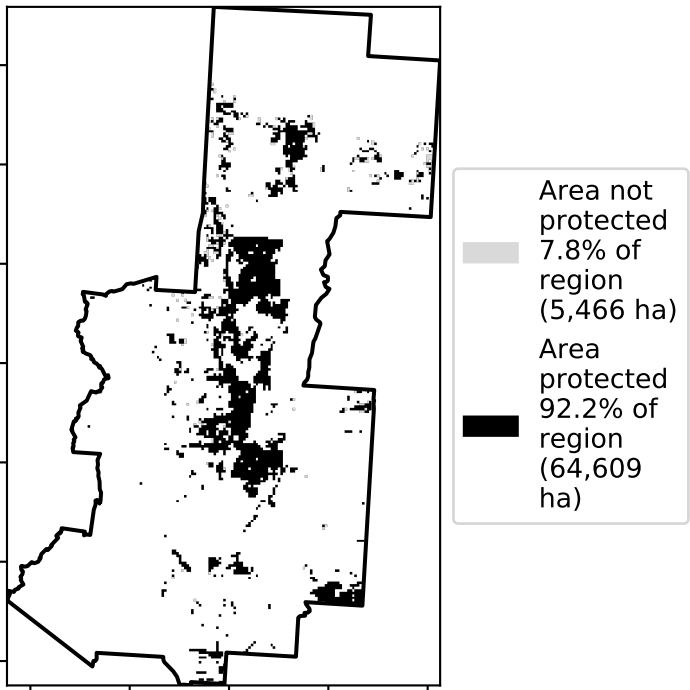 Area not
protected
7.8% of
region
(5,466 ha)
Area
protected
92.2% of
region
(64,609
ha)